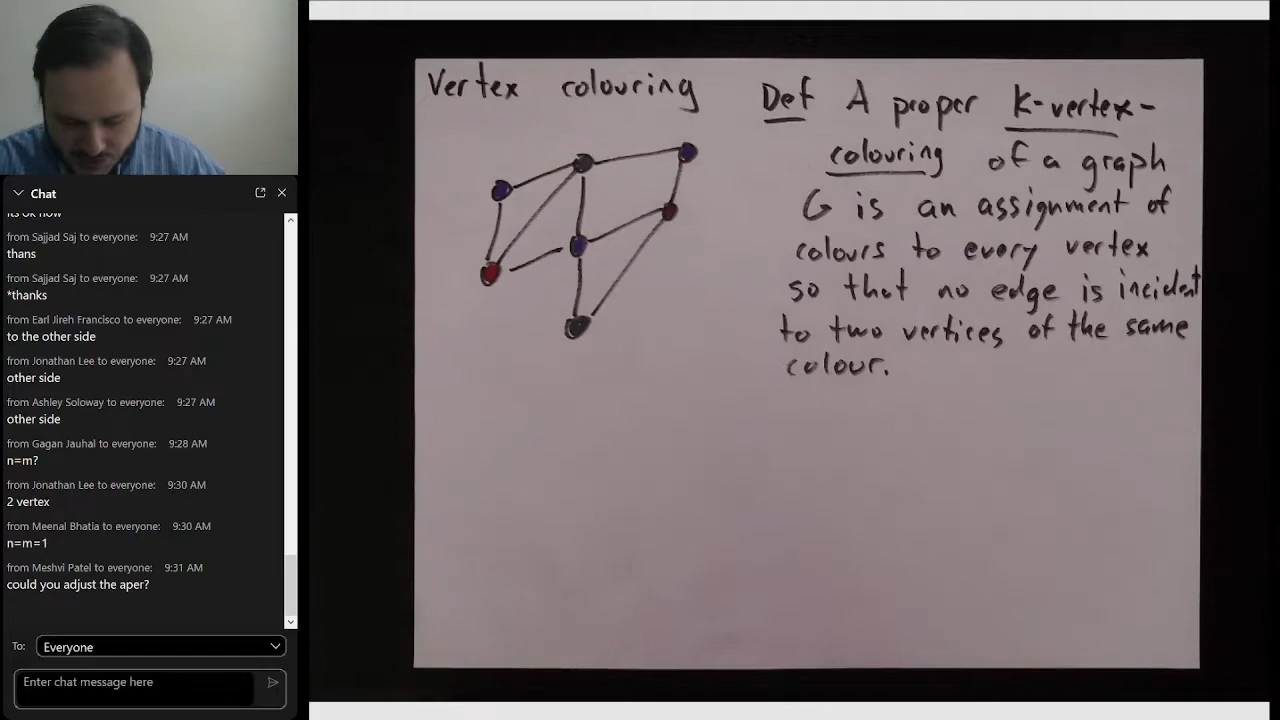 Chat
its ok now
from Sajjad Saj to everyone: 9:27 AM
thans
from Sajjad Saj to everyone: 9:27 AM
*thanks
from Earl Jireh Francisco to everyone: 9:27 AM
to the other side
from Jonathan Lee to everyone: 9:27 AM
other side
from Ashley Soloway to everyone: 9:27 AM
other side
from Gagan Jauhal to everyone: 9:28 AM
n=m?
from Jonathan Lee to everyone: 9:30 AM
2 vertex
from Meenal Bhatia to everyone: 9:30 AM
n=m=1
from Meshvi Patel to everyone: 9:31 AM
could you adjust the aper?
To: Everyone
Enter chat message here
Vertex colouring
Def A proper k-vertex-
colouring of a graph
G is an assignment of
colours to every vertex
so that no edge is incident
to two vertices of the same
colour.